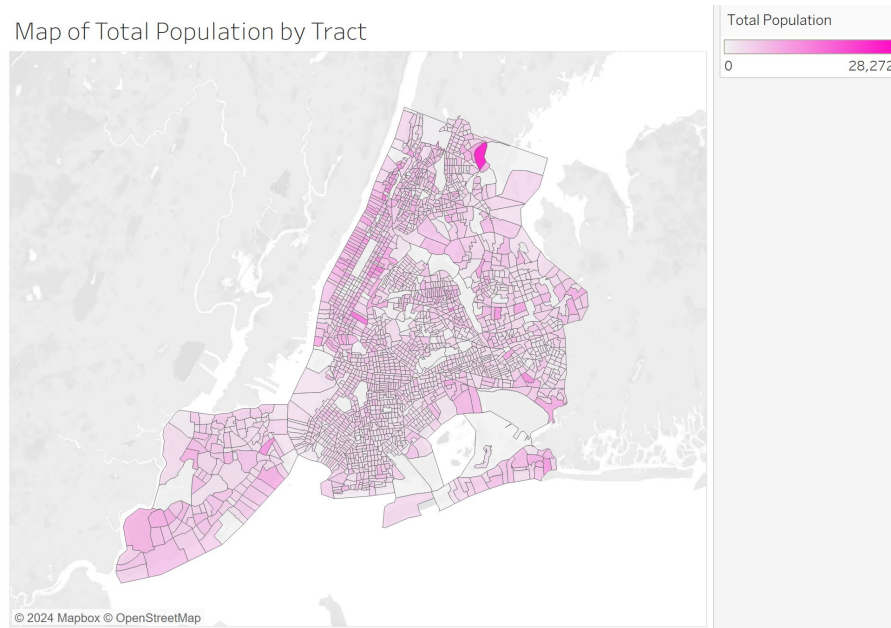 Map of Total Population by Tract
Total Population
0
28,272
© 2024 Mapbox © OpenStreetMap